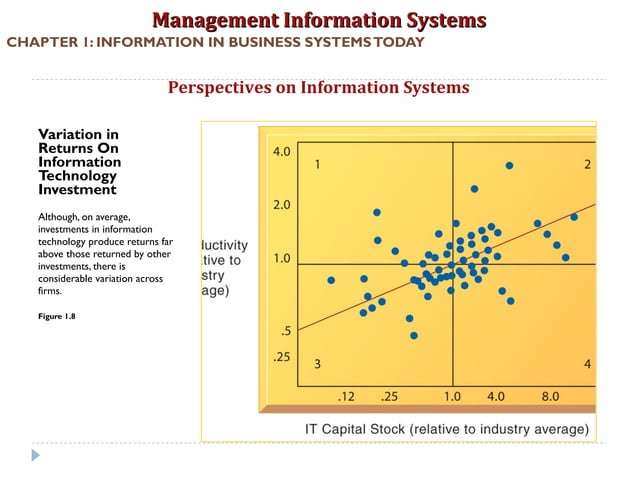 Management Information Systems
CHAPTER 1: INFORMATION IN BUSINESS SYSTEMS TODAY
Perspectives on Information Systems
Variation in
Returns On
Information
Technology
Investment
Although, on average,
investments in information
technology produce returns far
above those returned by other
investments, there is
considerable variation across
firms.
Figure 1.8
4.0
2.0
1.0
.5
.25
1
2
3
4
ductivity
tive to
stry
age)
.12 .25 1.0 4.0 8.0
IT Capital Stock (relative to industry average)